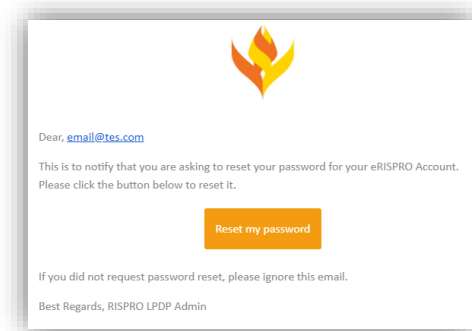 Dear, email@tes.com
This is to notify that you are asking to reset your password for your eRISPRO Account.
Please click the button below to reset it.
Reset my password
If you did not request password reset, please ignore this email.
Best Regards, RISPRO LPDP Admin